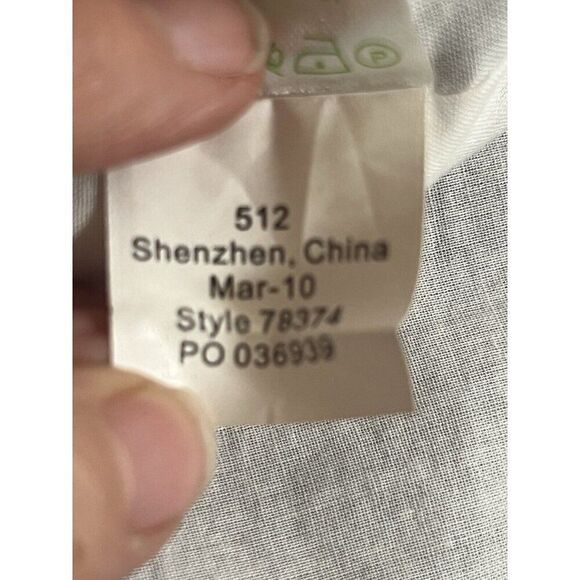 512
Shenzhen, China
Mar-10
Style 78374
PO 036939